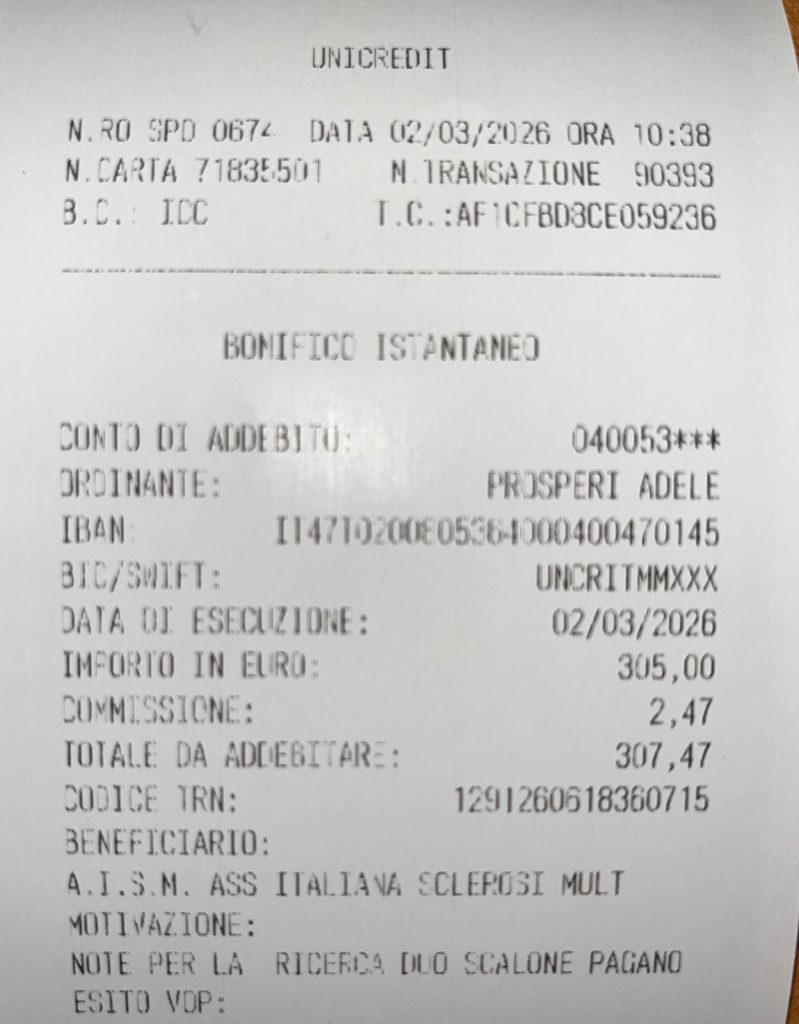 UNICREDIT
N.RO SPD 0674 DATA 02/03/2026 ORA 10:38
N.CARTA 71835501 N.TRANSAZIONE 90393
B.C.: ICC T.C.:AF1CFBD8CE059236
BONIFICO ISTANTANEO
CONTO DI ADDEBITO: 040053***
ORDINANTE: PROSPERI ADELE
IBAN: IT47T0200805364000400470145
BIC/SWIFT: UNCRITMMXXX
DATA DI ESECUZIONE: 02/03/2026
IMPORTO IN EURO: 305,00
COMMISSIONE: 2,47
TOTALE DA ADDEBITARE: 307,47
CODICE TRN: 1291260618360715
BENEFICIARIO:
A.I.S.M. ASS ITALIANA SCLEROSI MULT
MOTIVAZIONE:
NOTE PER LA RICERCA DUO SCALONE PAGANO
ESITO VOP: